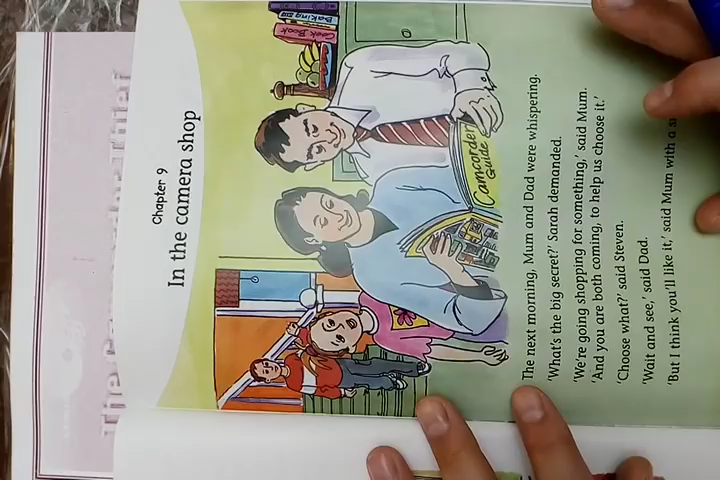 Chapter 9
In the camera shop
Baking
Cook Book
Camcorder
Guide
The next morning, Mum and Dad were whispering.
'What's the big secret?' Sarah demanded.
'We're going shopping for something,' said Mum.
'And you are both coming, to help us choose it.'
'Choose what?' said Steven.
'Wait and see,' said Dad.
'But I think you'll like it,' said Mum with a